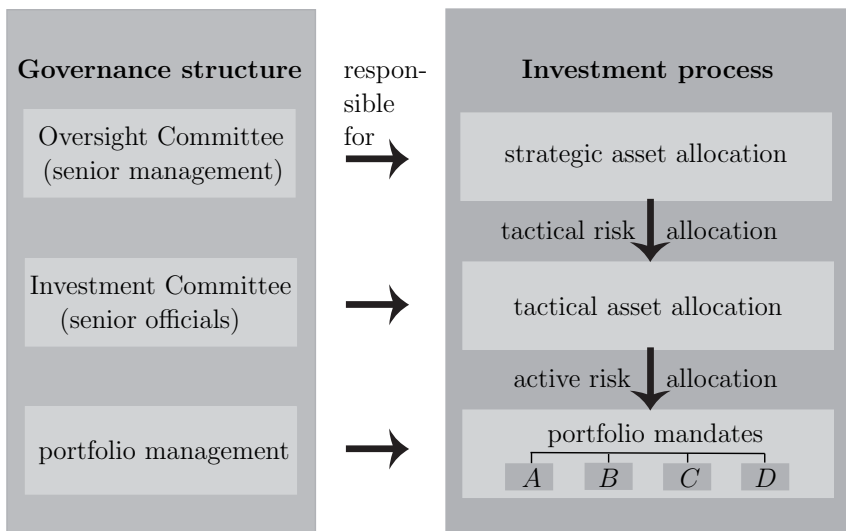 Governance structure
respon-
sible
for
Investment process
Oversight Committee
(senior management)
strategic asset allocation
tactical risk allocation
Investment Committee
(senior officials)
tactical asset allocation
active risk allocation
portfolio management
portfolio mandates
A B C D